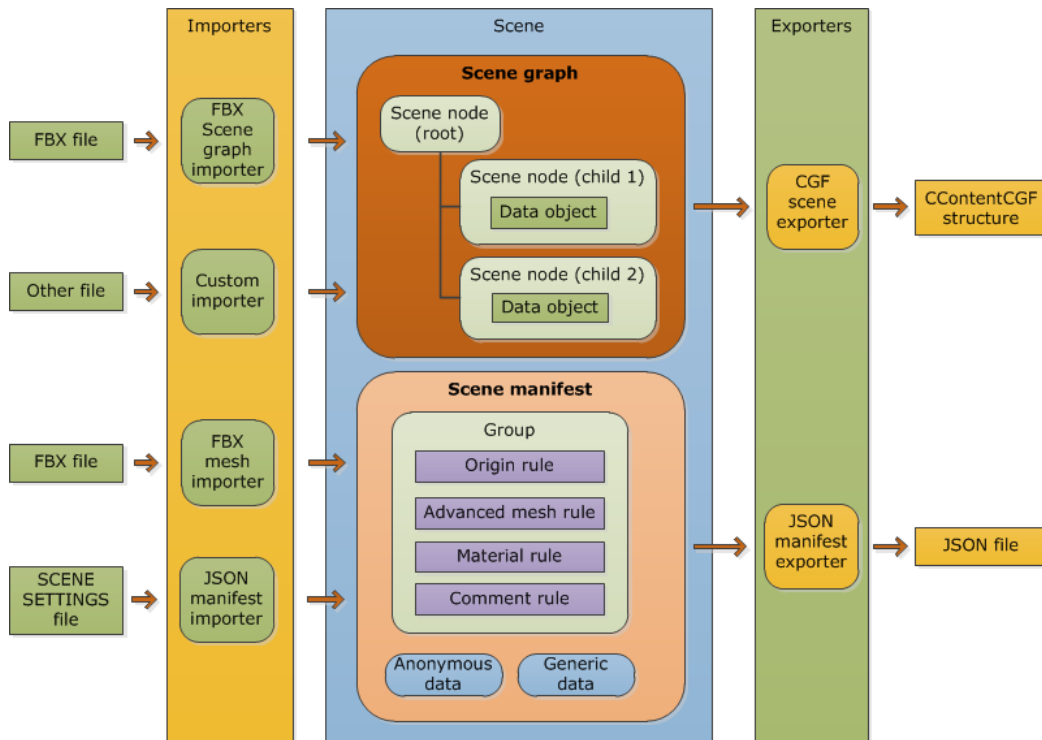 Importers
Scene
Exporters
FBX file
FBX
Scene
graph
importer
Other file
Custom
importer
FBX file
FBX
mesh
importer
SCENE
SETTINGS
file
JSON
manifest
importer
Scene graph
Scene node
(root)
Scene node (child 1)
Data object
Scene node (child 2)
Data object
Scene manifest
Group
Origin rule
Advanced mesh rule
Material rule
Comment rule
Anonymous
data
Generic
data
CGF
scene
exporter
CContentCGF
structure
JSON
manifest
exporter
JSON file